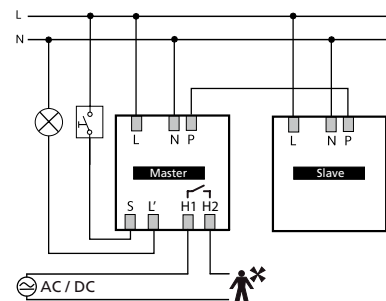 L
N
L N P
Master
S L' H1 H2
L N P
Slave
AC / DC